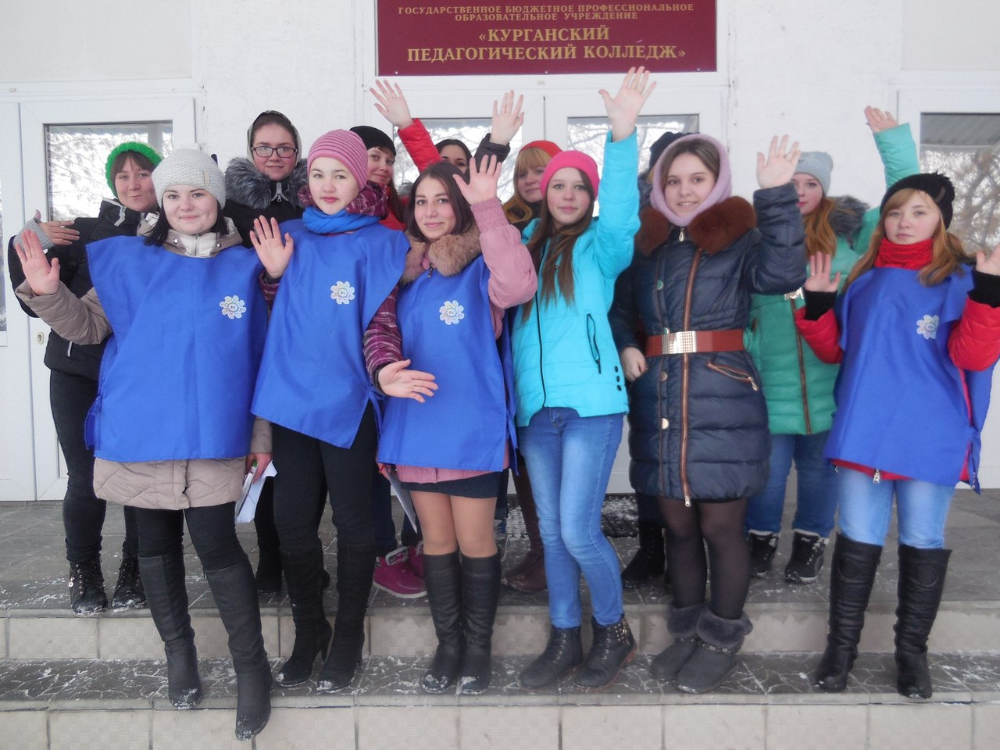 ГОСУДАРСТВЕННОЕ БЮДЖЕТНОЕ ПРОФЕССИОНАЛЬНОЕ
ОБРАЗОВАТЕЛЬНОЕ УЧРЕЖДЕНИЕ
«КУРГАНСКИЙ
ПЕДАГОГИЧЕСКИЙ КОЛЛЕДЖ»